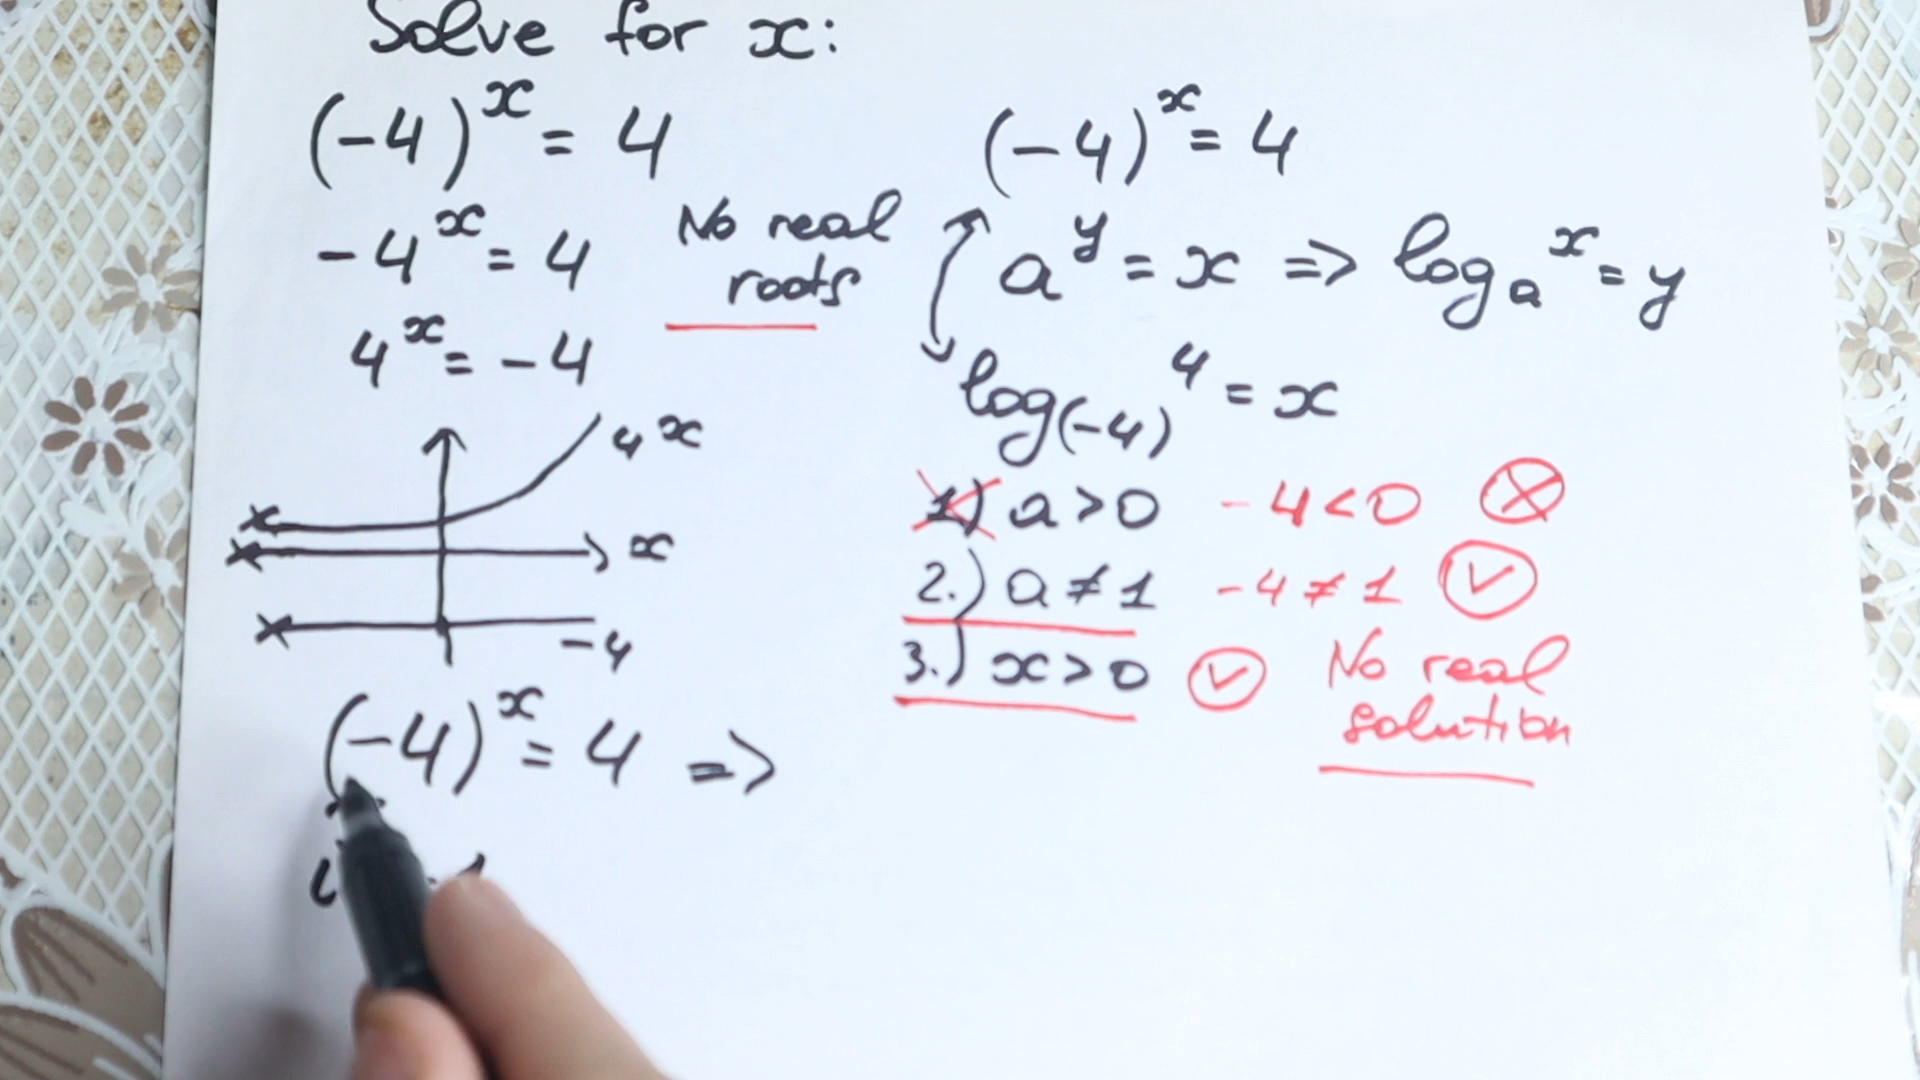 Solve for x:
(-4)^x = 4
-4^x = 4
No real
roots
4^x = -4
4^x
x
-4
(-4)^x = 4 =>
(-4)^x = 4
a^y = x => log_a^x = y
log_(-4)^4 = x
1.) a > 0 -4 < 0
2.) a ≠ 1 -4 ≠ 1
3.) x > 0
No real
solution